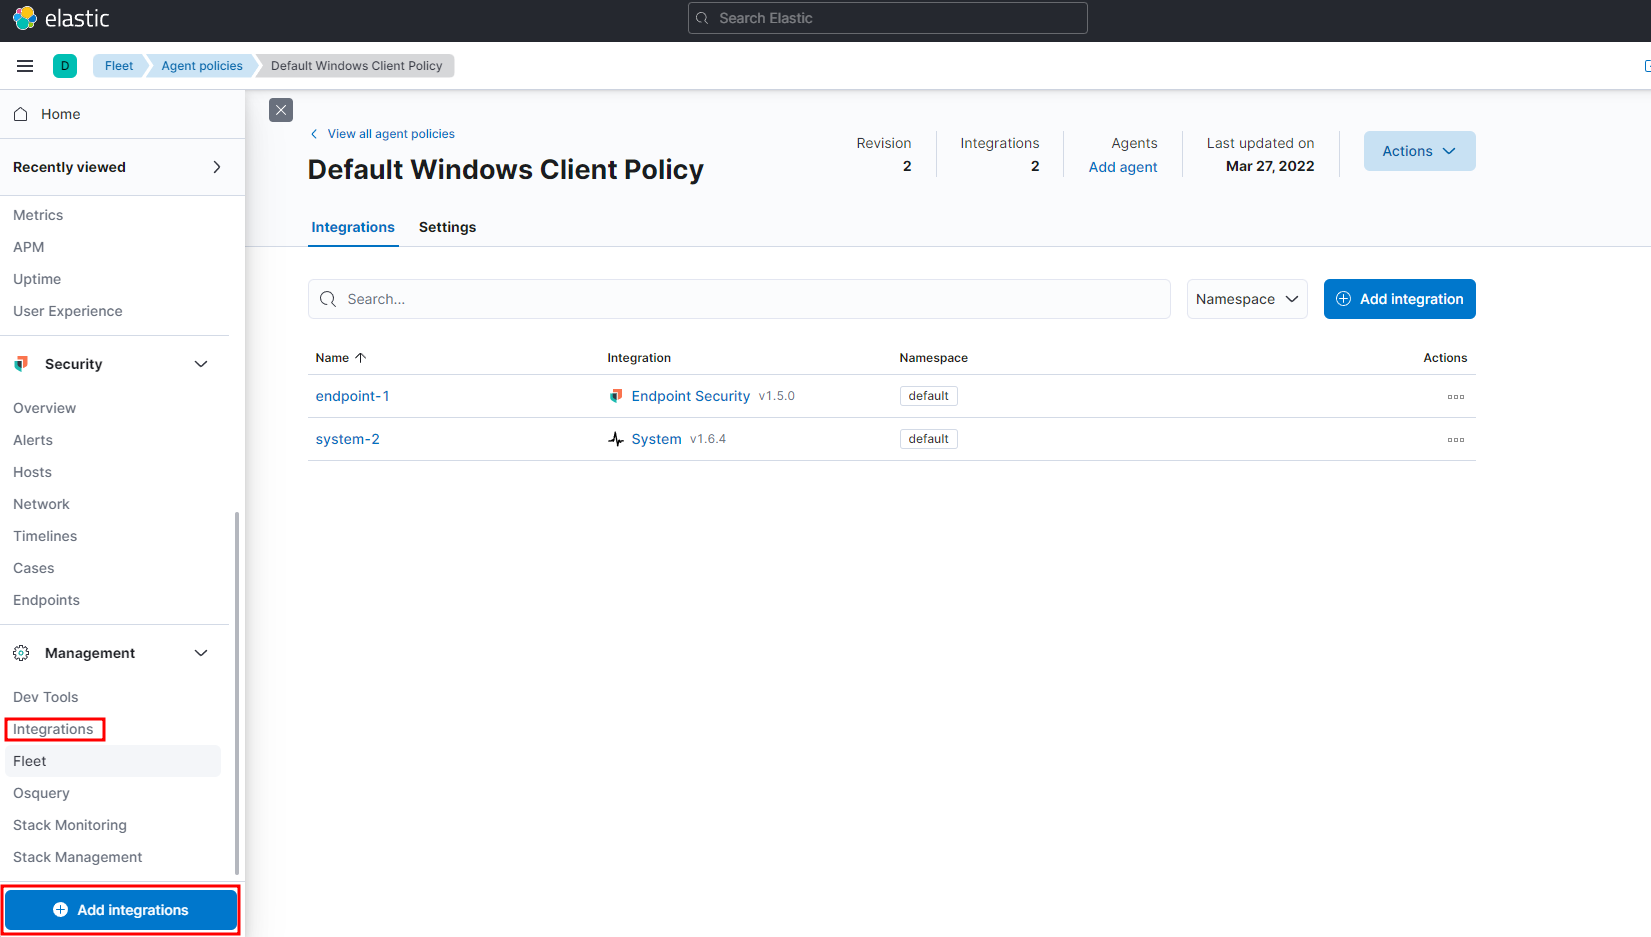 elastic
Search Elastic
D
Fleet
Agent policies
Default Windows Client Policy
Home
Recently viewed
Metrics
APM
Uptime
User Experience
Security
Overview
Alerts
Hosts
Network
Timelines
Cases
Endpoints
Management
Dev Tools
Integrations
Fleet
Osquery
Stack Monitoring
Stack Management
Add integrations
View all agent policies
Default Windows Client Policy
Revision
2
Integrations
2
Agents
Add agent
Last updated on
Mar 27, 2022
Actions
Integrations Settings
Search...
Namespace
Add integration
Name Integration Namespace Actions
endpoint-1 Endpoint Security v1.5.0 default
system-2 System v1.6.4 default